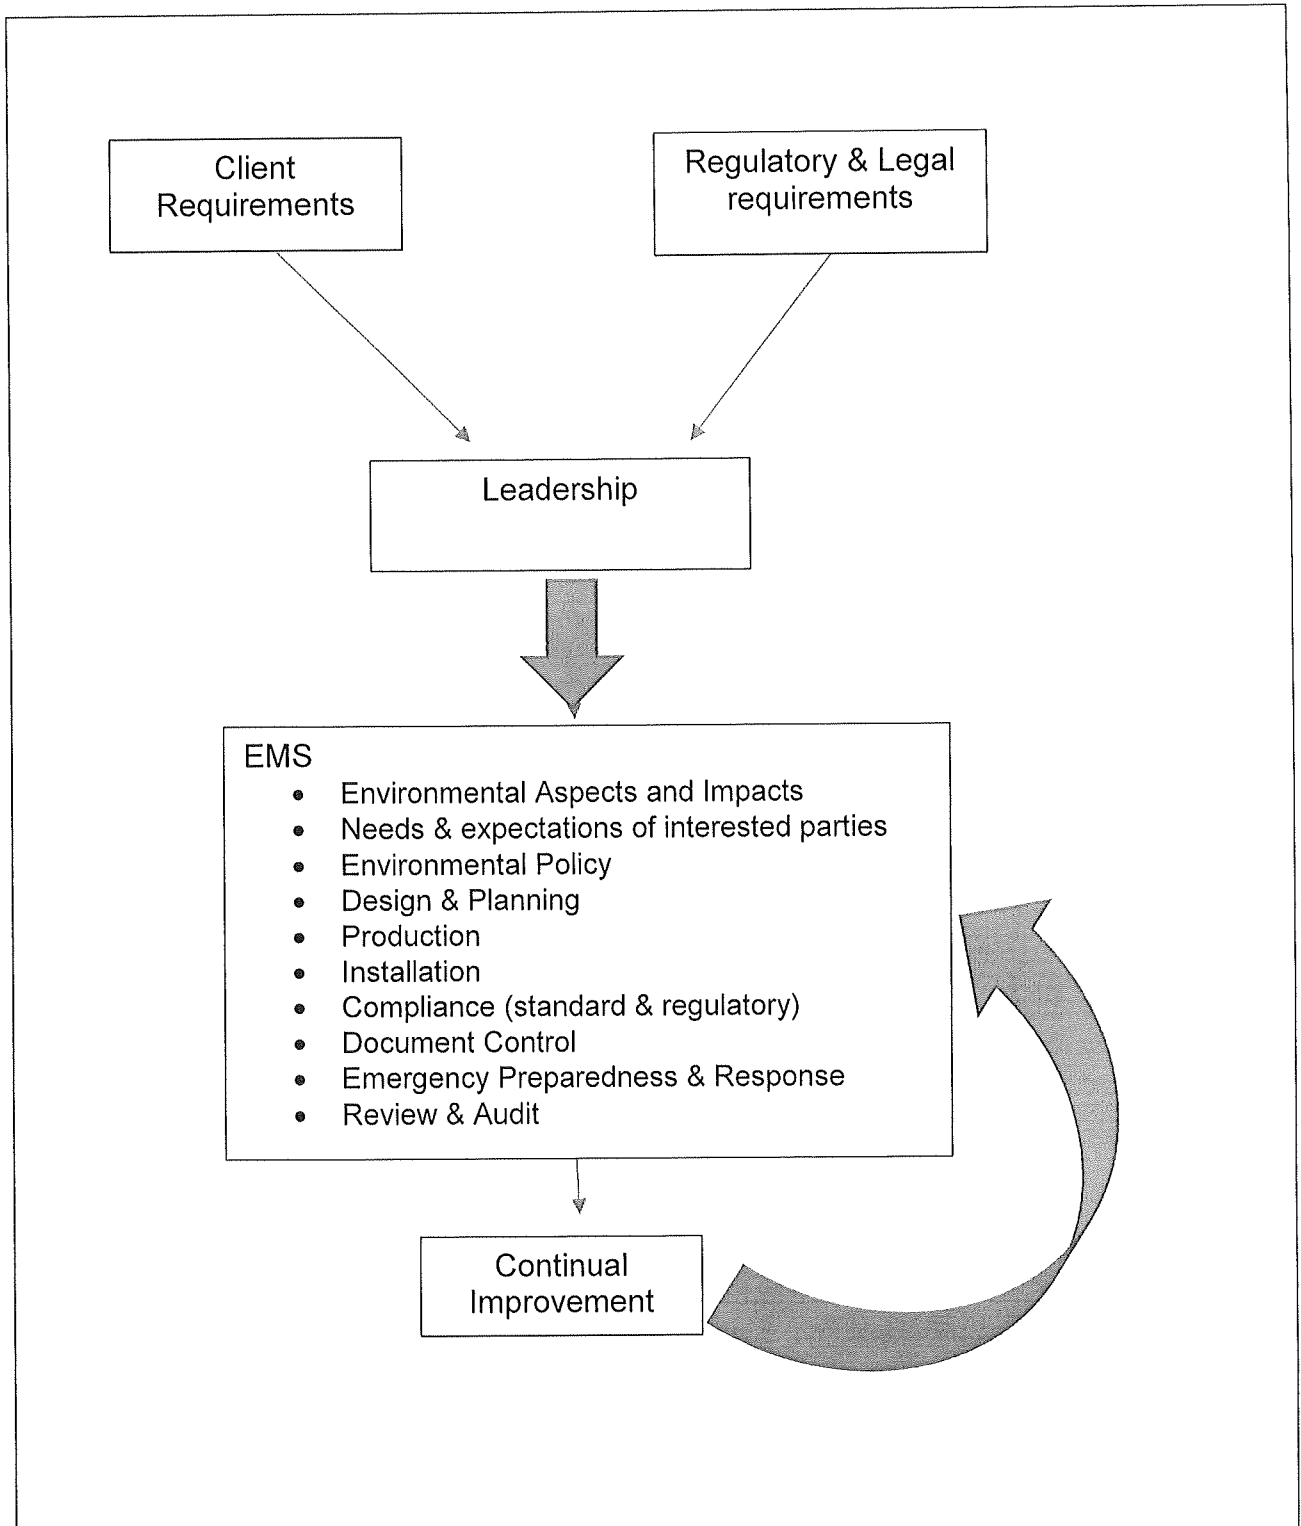 Client
Requirements
Regulatory & Legal
requirements
Leadership
EMS
• Environmental Aspects and Impacts
• Needs & expectations of interested parties
• Environmental Policy
• Design & Planning
• Production
• Installation
• Compliance (standard & regulatory)
• Document Control
• Emergency Preparedness & Response
• Review & Audit
Continual
Improvement